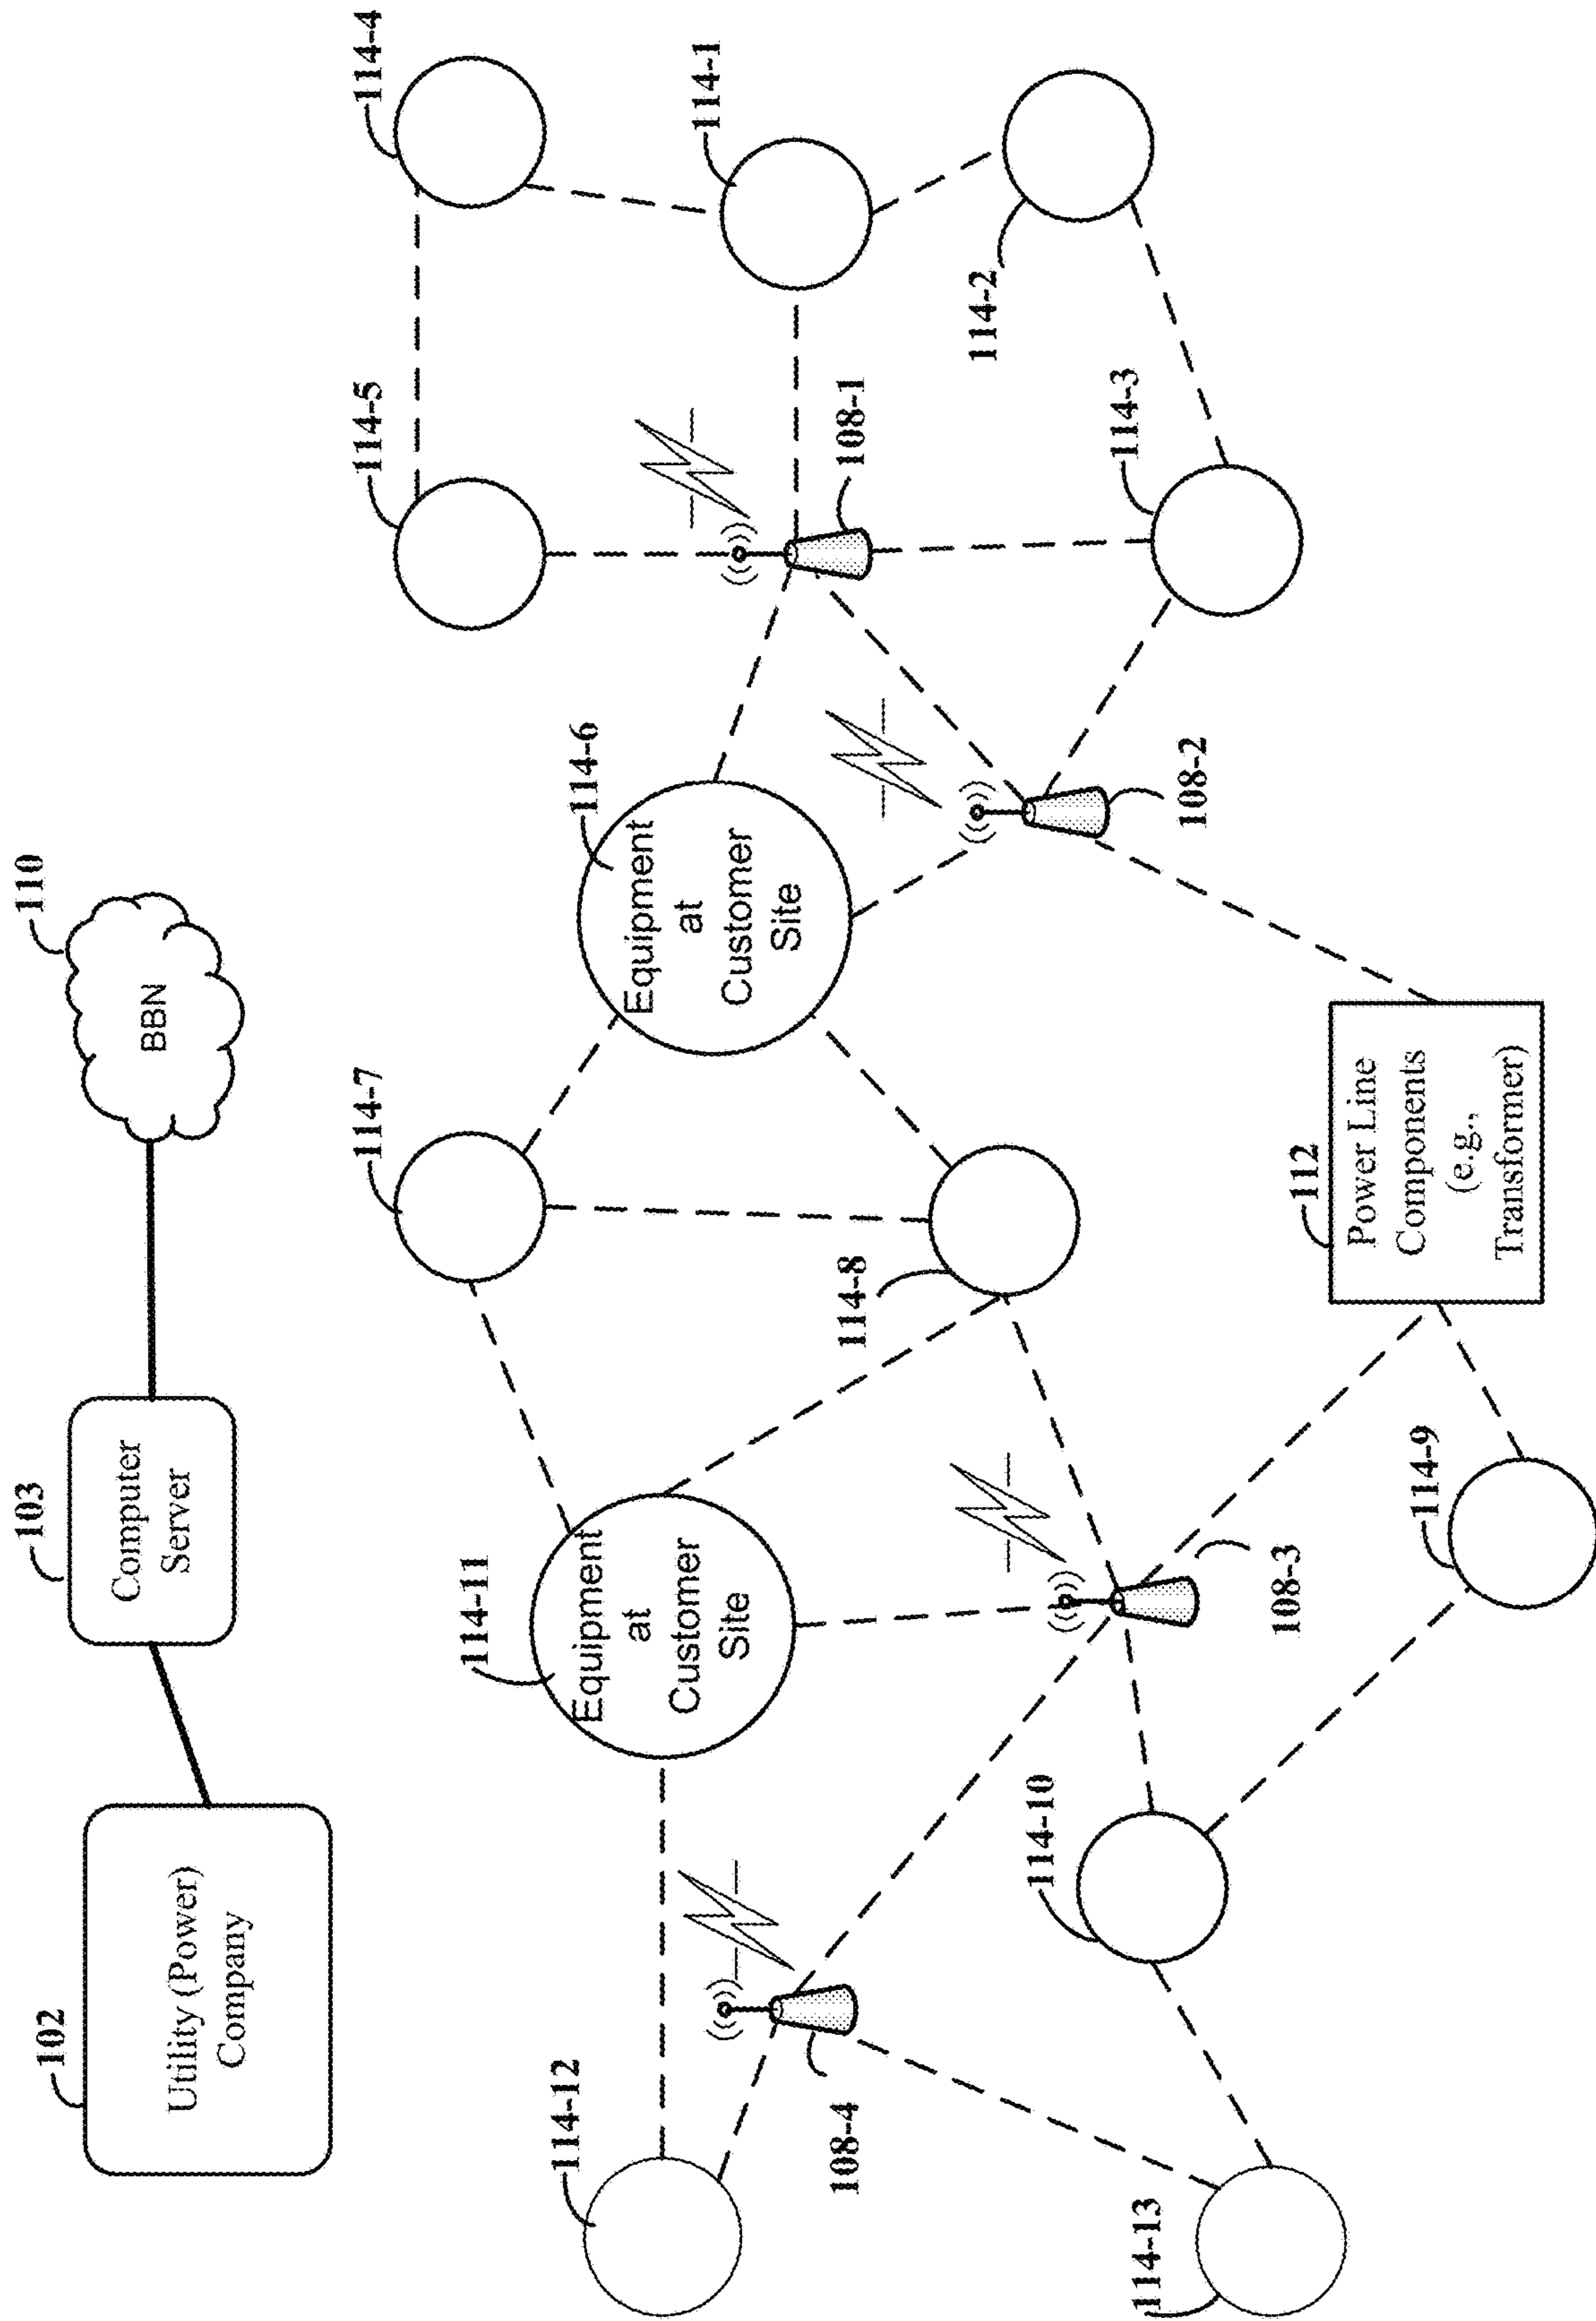 102
Utility (Power)
Company
103
Computer
Server
110
BBN
114-12
114-11
Equipment
at
Customer
Site
114-7
114-6
Equipment
at
Customer
Site
114-5
114-4
108-4
114-8
108-1
114-1
114-13
114-10
108-3
108-2
114-2
114-9
112
Power Line
Components
(e.g.,
Transformer)
114-3